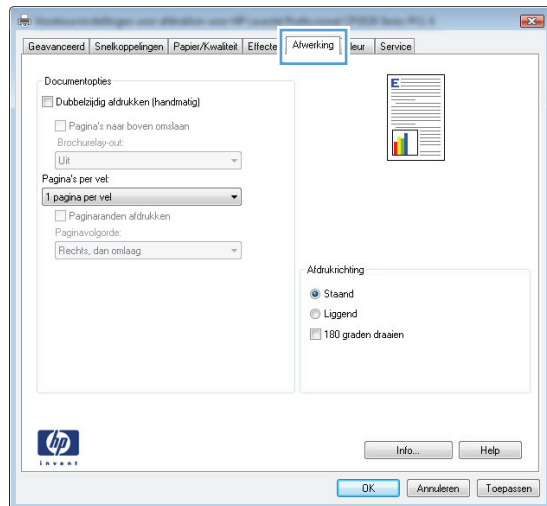 Geavanceerd Snelkoppelingen Papier/Kwaliteit Effecte Afwerking leur Service
Documentopties
Dubbelzijdig afdrukken (handmatig)
Pagina's naar boven omslaan
Brochurelay-out:
Uit
Pagina's per vel:
1 pagina per vel
Paginaranden afdrukken
Paginavolgorde:
Rechts, dan omlaag
E
Afdrukrichting
Staand
Liggend
180 graden draaien
hp
invent
Info... Help
OK Annuleren Toepassen